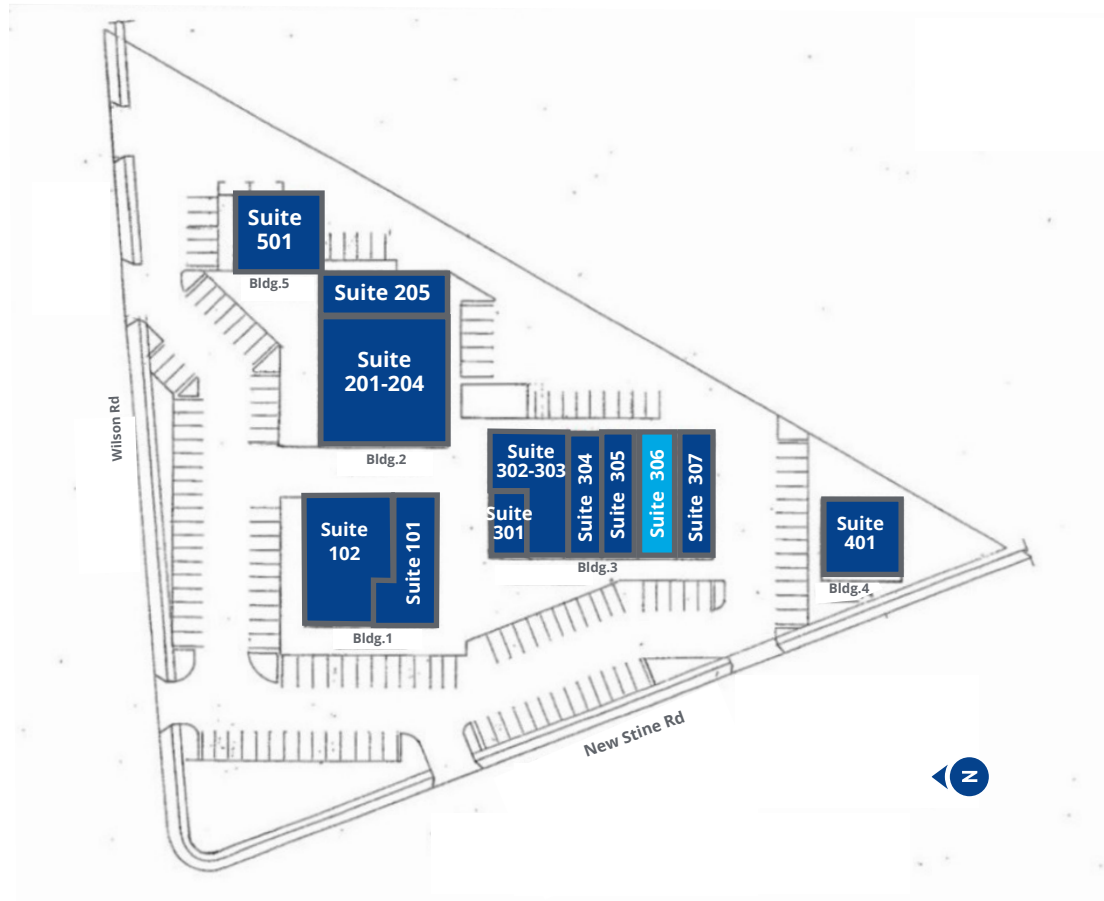 Suite
501
Bldg.5
Suite 205
Suite
201-204
Bldg.2
Wilson Rd
Suite
302-303
Suite
301
Suite 304
Suite 305
Suite 306
Suite 307
Bldg.3
Suite
401
Bldg.4
Suite
102
Suite 101
Bldg.1
New Stine Rd
N